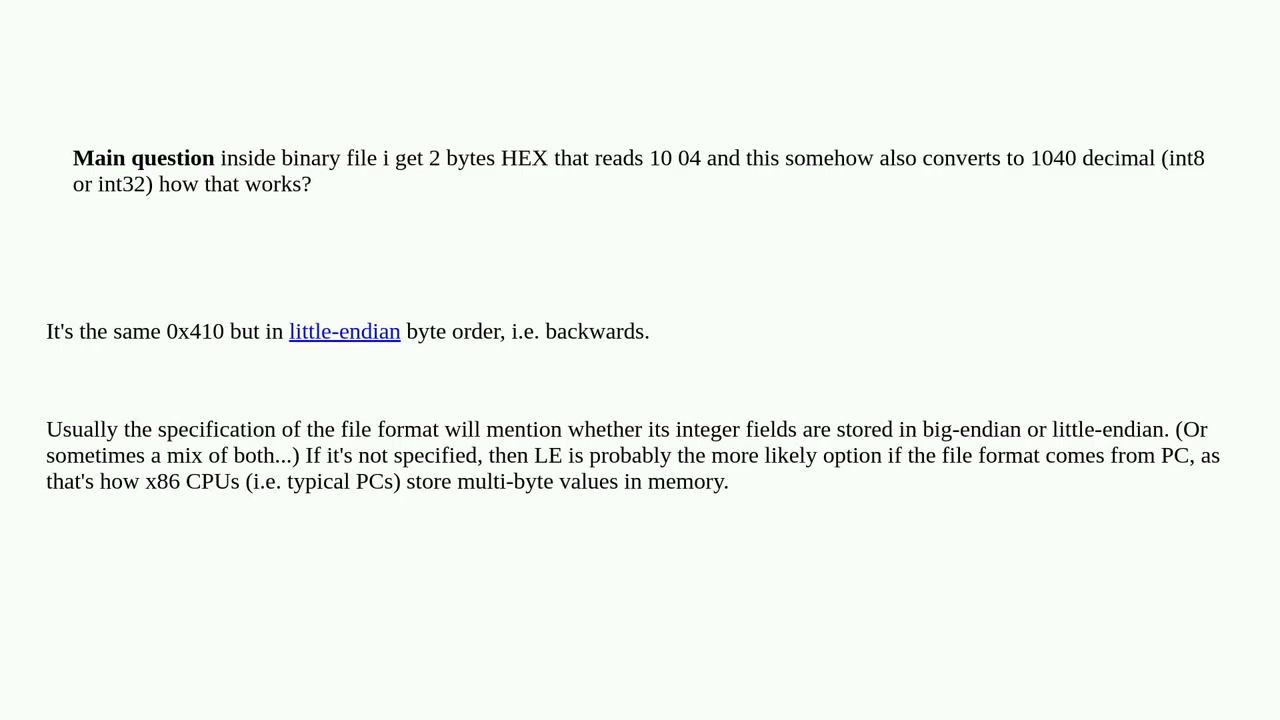 Main question inside binary file i get 2 bytes HEX that reads 10 04 and this somehow also converts to 1040 decimal (int8
or int32) how that works?
It's the same 0x410 but in little-endian byte order, i.e. backwards.
Usually the specification of the file format will mention whether its integer fields are stored in big-endian or little-endian. (Or
sometimes a mix of both...) If it's not specified, then LE is probably the more likely option if the file format comes from PC, as
that's how x86 CPUs (i.e. typical PCs) store multi-byte values in memory.